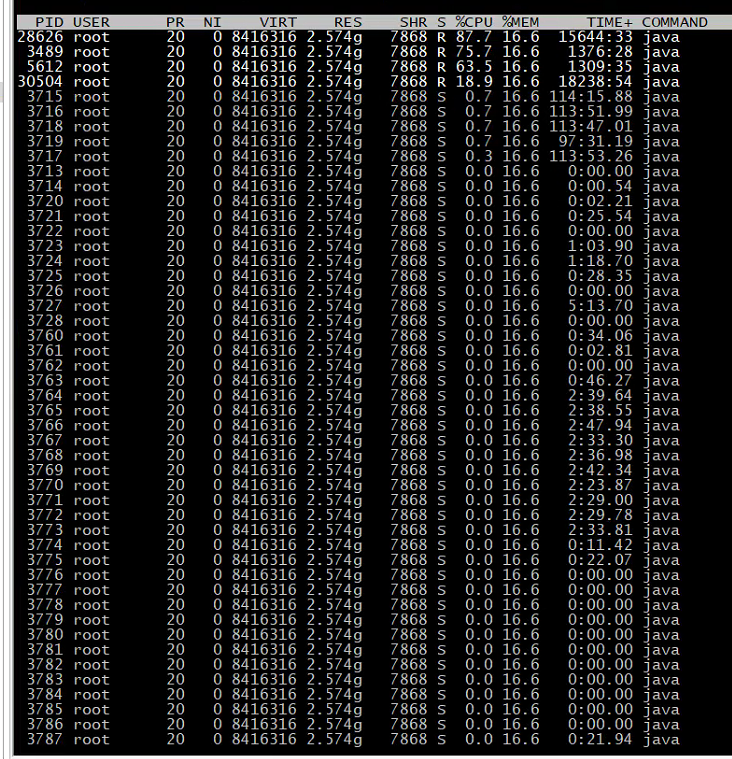 PID USER PR NI VIRT RES SHR S %CPU %MEM TIME+ COMMAND
28626 root 20 0 8416316 2.574g 7868 R 87.7 16.6 15644:33 java
3489 root 20 0 8416316 2.574g 7868 R 75.7 16.6 1376:28 java
5612 root 20 0 8416316 2.574g 7868 R 63.5 16.6 1309:35 java
30504 root 20 0 8416316 2.574g 7868 R 18.9 16.6 18238:54 java
3715 root 20 0 8416316 2.574g 7868 S 0.7 16.6 114:15.88 java
3716 root 20 0 8416316 2.574g 7868 S 0.7 16.6 113:51.99 java
3718 root 20 0 8416316 2.574g 7868 S 0.7 16.6 113:47.01 java
3719 root 20 0 8416316 2.574g 7868 S 0.7 16.6 97:31.19 java
3717 root 20 0 8416316 2.574g 7868 S 0.3 16.6 113:53.26 java
3713 root 20 0 8416316 2.574g 7868 S 0.0 16.6 0:00.00 java
3714 root 20 0 8416316 2.574g 7868 S 0.0 16.6 0:00.54 java
3720 root 20 0 8416316 2.574g 7868 S 0.0 16.6 0:02.21 java
3721 root 20 0 8416316 2.574g 7868 S 0.0 16.6 0:25.54 java
3722 root 20 0 8416316 2.574g 7868 S 0.0 16.6 0:00.00 java
3723 root 20 0 8416316 2.574g 7868 S 0.0 16.6 1:03.90 java
3724 root 20 0 8416316 2.574g 7868 S 0.0 16.6 1:18.70 java
3725 root 20 0 8416316 2.574g 7868 S 0.0 16.6 0:28.35 java
3726 root 20 0 8416316 2.574g 7868 S 0.0 16.6 0:00.00 java
3727 root 20 0 8416316 2.574g 7868 S 0.0 16.6 5:13.70 java
3728 root 20 0 8416316 2.574g 7868 S 0.0 16.6 0:00.00 java
3760 root 20 0 8416316 2.574g 7868 S 0.0 16.6 0:34.06 java
3761 root 20 0 8416316 2.574g 7868 S 0.0 16.6 0:02.81 java
3762 root 20 0 8416316 2.574g 7868 S 0.0 16.6 0:00.00 java
3763 root 20 0 8416316 2.574g 7868 S 0.0 16.6 0:46.27 java
3764 root 20 0 8416316 2.574g 7868 S 0.0 16.6 2:39.64 java
3765 root 20 0 8416316 2.574g 7868 S 0.0 16.6 2:38.55 java
3766 root 20 0 8416316 2.574g 7868 S 0.0 16.6 2:47.94 java
3767 root 20 0 8416316 2.574g 7868 S 0.0 16.6 2:33.30 java
3768 root 20 0 8416316 2.574g 7868 S 0.0 16.6 2:36.98 java
3769 root 20 0 8416316 2.574g 7868 S 0.0 16.6 2:42.34 java
3770 root 20 0 8416316 2.574g 7868 S 0.0 16.6 2:23.87 java
3771 root 20 0 8416316 2.574g 7868 S 0.0 16.6 2:29.00 java
3772 root 20 0 8416316 2.574g 7868 S 0.0 16.6 2:29.78 java
3773 root 20 0 8416316 2.574g 7868 S 0.0 16.6 2:33.81 java
3774 root 20 0 8416316 2.574g 7868 S 0.0 16.6 0:11.42 java
3775 root 20 0 8416316 2.574g 7868 S 0.0 16.6 0:22.07 java
3776 root 20 0 8416316 2.574g 7868 S 0.0 16.6 0:00.00 java
3777 root 20 0 8416316 2.574g 7868 S 0.0 16.6 0:00.00 java
3778 root 20 0 8416316 2.574g 7868 S 0.0 16.6 0:00.00 java
3779 root 20 0 8416316 2.574g 7868 S 0.0 16.6 0:00.00 java
3780 root 20 0 8416316 2.574g 7868 S 0.0 16.6 0:00.00 java
3781 root 20 0 8416316 2.574g 7868 S 0.0 16.6 0:00.00 java
3782 root 20 0 8416316 2.574g 7868 S 0.0 16.6 0:00.00 java
3783 root 20 0 8416316 2.574g 7868 S 0.0 16.6 0:00.00 java
3784 root 20 0 8416316 2.574g 7868 S 0.0 16.6 0:00.00 java
3785 root 20 0 8416316 2.574g 7868 S 0.0 16.6 0:00.00 java
3786 root 20 0 8416316 2.574g 7868 S 0.0 16.6 0:00.00 java
3787 root 20 0 8416316 2.574g 7868 S 0.0 16.6 0:21.94 java